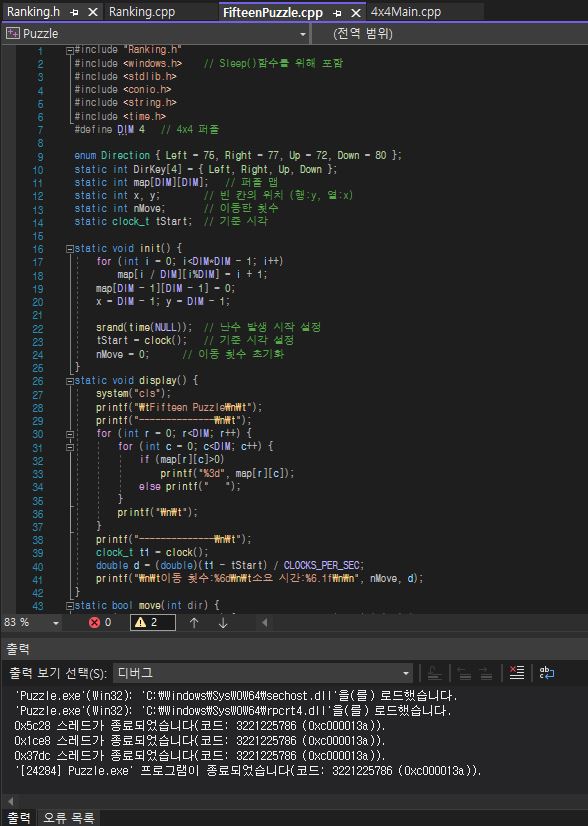 Ranking.h
Ranking.cpp
FifteenPuzzle.cpp
4x4Main.cpp
Puzzle
(전역 범위)
1 #include "Ranking.h"
2 #include <windows.h> // Sleep()함수를 위해 포함
3 #include <stdlib.h>
4 #include <conio.h>
5 #include <string.h>
6 #include <time.h>
7 #define DIM 4 // 4x4 퍼즐
8
9 enum Direction { Left = 75, Right = 77, Up = 72, Down = 80 };
10 static int DirKey[4] = { Left, Right, Up, Down };
11 static int map[DIM][DIM]; // 퍼즐 맵
12 static int x, y; // 빈 칸의 위치 (행:y, 열:x)
13 static int nMove; // 이동한 횟수
14 static clock_t tStart; // 기준 시각
15
16 static void init() {
17 for (int i = 0; i<DIM*DIM - 1; i++)
18 map[i / DIM][i%DIM] = i + 1;
19 map[DIM - 1][DIM - 1] = 0;
20 x = DIM - 1; y = DIM - 1;
21
22 srand(time(NULL)); // 난수 발생 시작 설정
23 tStart = clock(); // 기준 시각 설정
24 nMove = 0; // 이동 횟수 초기화
25 }
26 static void display() {
27 system("cls");
28 printf("₩tFifteen Puzzle₩n₩t");
29 printf("--------------₩n₩t");
30 for (int r = 0; r<DIM; r++) {
31 for (int c = 0; c<DIM; c++) {
32 if (map[r][c]>0)
33 printf("%3d", map[r][c]);
34 else printf("   ");
35 }
36 printf("₩n₩t");
37 }
38 printf("--------------₩n₩t");
39 clock_t t1 = clock();
40 double d = (double)(t1 - tStart) / CLOCKS_PER_SEC;
41 printf("₩n₩t이동 횟수:%6d₩n₩t소요 시간:%6.1f₩n₩n", nMove, d);
42 }
43 static bool move(int dir) {
83 %
0
2
출력
출력 보기 선택(S): 디버그
'Puzzle.exe'(Win32): 'C:₩Windows₩SysWOW64₩sechost.dll'을(를) 로드했습니다.
'Puzzle.exe'(Win32): 'C:₩Windows₩SysWOW64₩rpcrt4.dll'을(를) 로드했습니다.
0x5c28 스레드가 종료되었습니다(코드: 3221225786 (0xc000013a)).
0x1ce8 스레드가 종료되었습니다(코드: 3221225786 (0xc000013a)).
0x37dc 스레드가 종료되었습니다(코드: 3221225786 (0xc000013a)).
'[24284] Puzzle.exe' 프로그램이 종료되었습니다(코드: 3221225786 (0xc000013a)).
출력 오류 목록